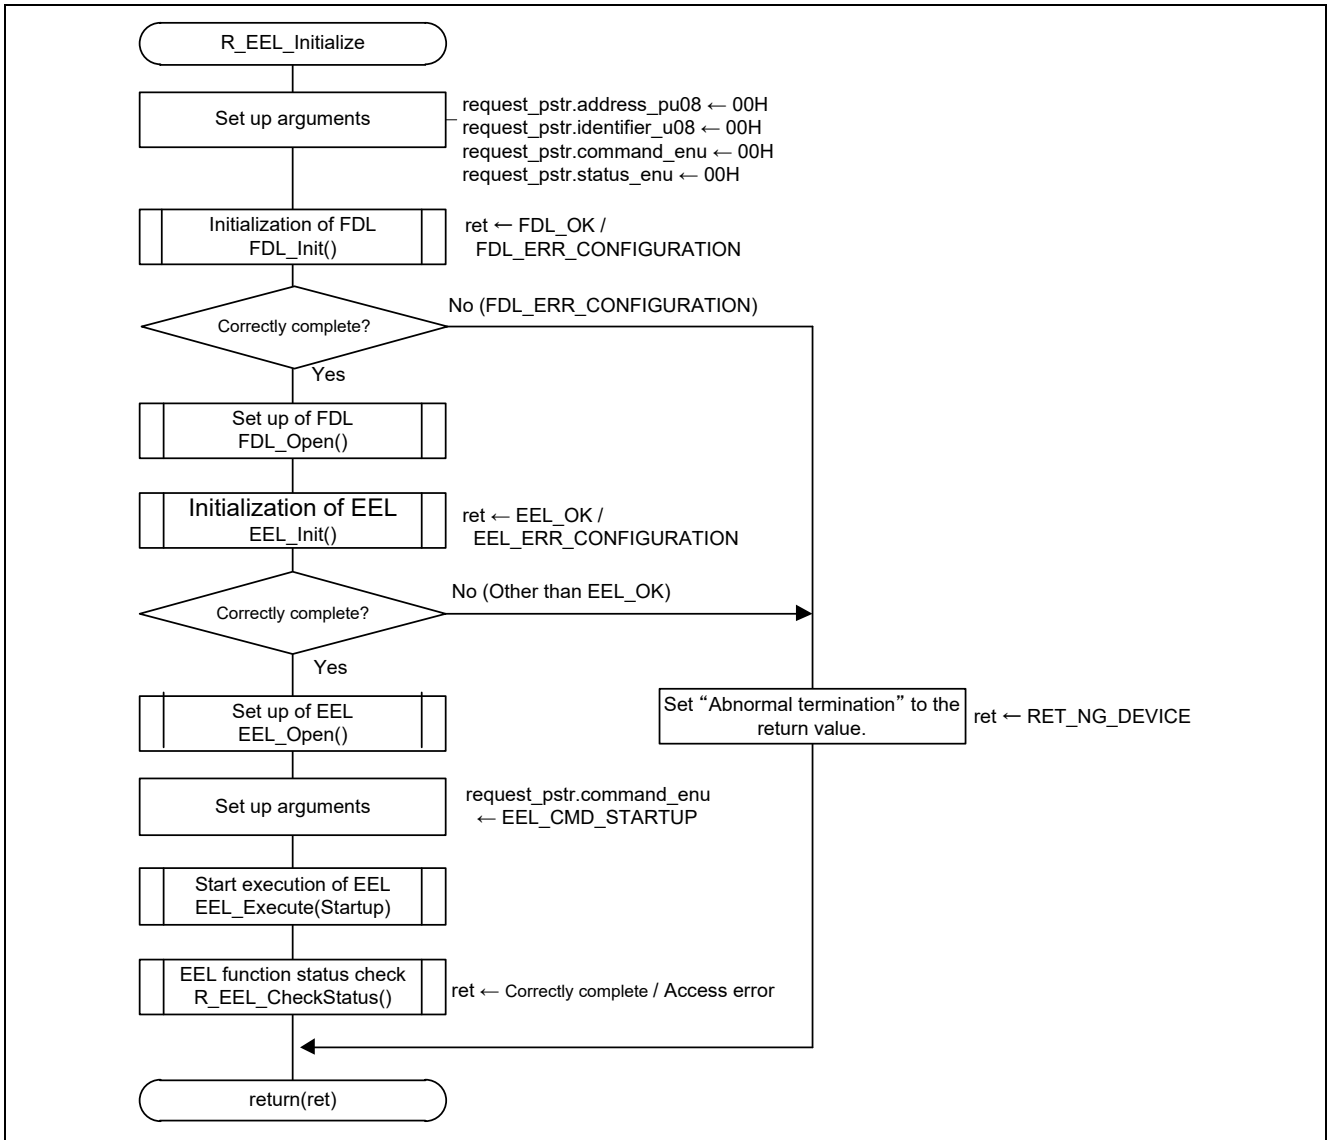 R_EEL_Initialize
Set up arguments
request_pstr.address_pu08 ← 00H
request_pstr.identifier_u08 ← 00H
request_pstr.command_enu ← 00H
request_pstr.status_enu ← 00H
Initialization of FDL
FDL_Init()
ret ← FDL_OK /
FDL_ERR_CONFIGURATION
No (FDL_ERR_CONFIGURATION)
Correctly complete?
Yes
Set up of FDL
FDL_Open()
Initialization of EEL
EEL_Init()
ret ← EEL_OK /
EEL_ERR_CONFIGURATION
No (Other than EEL_OK)
Correctly complete?
Yes
Set up of EEL
EEL_Open()
Set “Abnormal termination” to the
return value.
ret ← RET_NG_DEVICE
Set up arguments
request_pstr.command_enu
← EEL_CMD_STARTUP
Start execution of EEL
EEL_Execute(Startup)
EEL function status check
R_EEL_CheckStatus()
ret ← Correctly complete / Access error
return(ret)